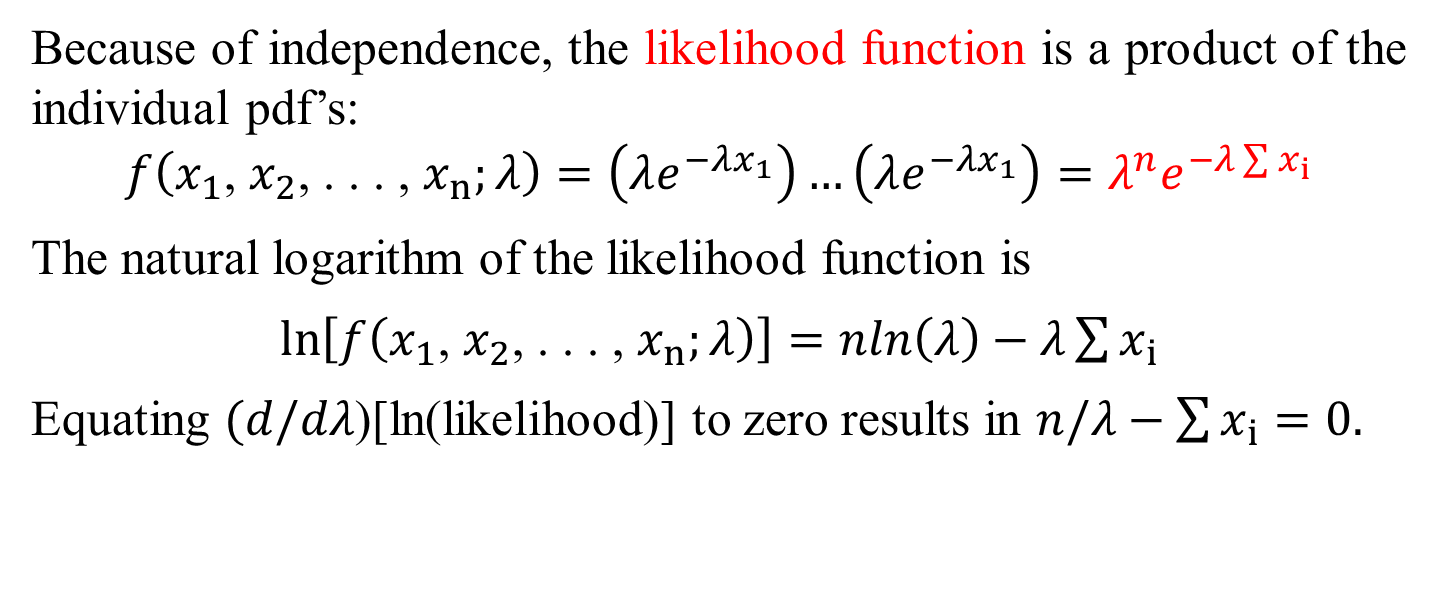 Because of independence, the likelihood function is a product of the
individual pdf’s:
f(x₁, x₂, . . . , xₙ; λ) = (λe^{−λx₁}) … (λe^{−λx₁}) = λⁿe^{−λ ∑ xᵢ}
The natural logarithm of the likelihood function is
ln[f(x₁, x₂, . . . , xₙ; λ)] = nln(λ) − λ ∑ xᵢ
Equating (d/dλ)[ln(likelihood)] to zero results in n/λ − ∑ xᵢ = 0.